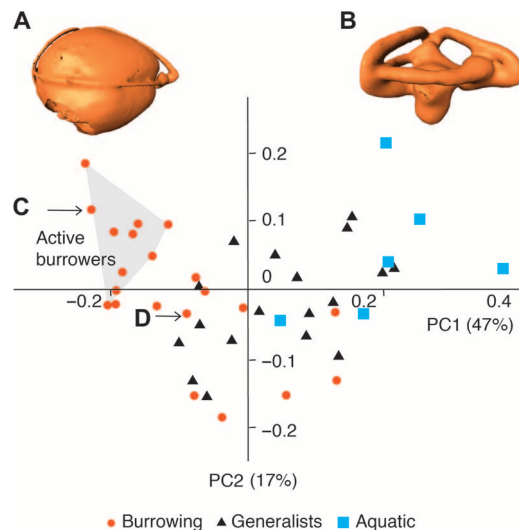 A
B
0.2
C
Active
burrowers
0.1
0
−0.2
0.2
0.4
D
PC1 (47%)
−0.1
−0.2
PC2 (17%)
Burrowing Generalists Aquatic